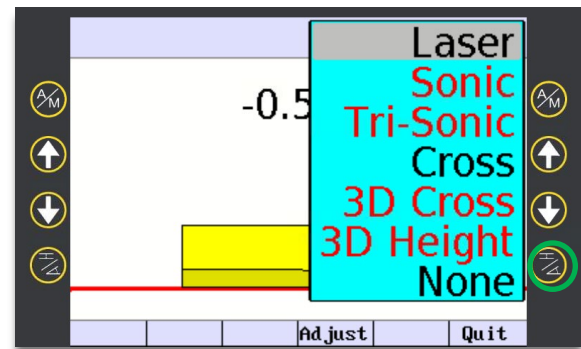 Laser
A/M
Sonic
A/M
-0.5
Tri-Sonic
Cross
3D Cross
3D Height
None
Adjust
Quit